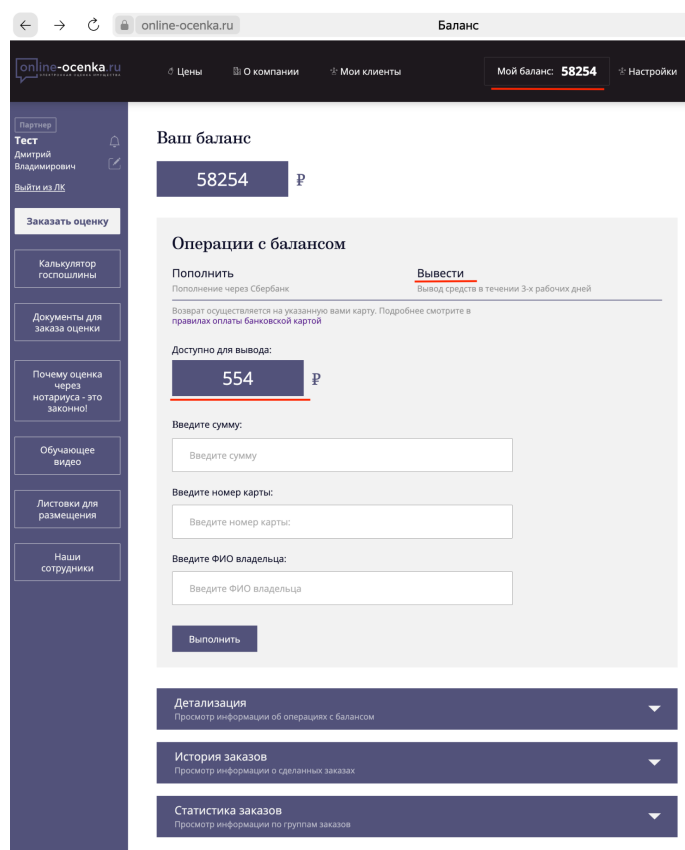 online-ocenka.ru
Баланс
online-ocenka.ru
ЭЛЕКТРОННАЯ ОЦЕНКА ИМУЩЕСТВА
Цены
О компании
Мои клиенты
Мой баланс: 58254
Настройки
Партнер
Тест
Дмитрий
Владимирович
Выйти из ЛК
Заказать оценку
Калькулятор
госпошлины
Документы для
заказа оценки
Почему оценка
через
нотариуса - это
законно!
Обучающее
видео
Листовки для
размещения
Наши
сотрудники
Ваш баланс
58254 ₽
Операции с балансом
Пополнить
Пополнение через Сбербанк
Вывести
Вывод средств в течении 3-х рабочих дней
Возврат осуществляется на указанную вами карту. Подробнее смотрите в
правилах оплаты банковской картой
Доступно для вывода:
554 ₽
Введите сумму:
Введите сумму
Введите номер карты:
Введите номер карты:
Введите ФИО владельца:
Введите ФИО владельца
Выполнить
Детализация
Просмотр информации об операциях с балансом
История заказов
Просмотр информации о сделанных заказах
Статистика заказов
Просмотр информации по группам заказов